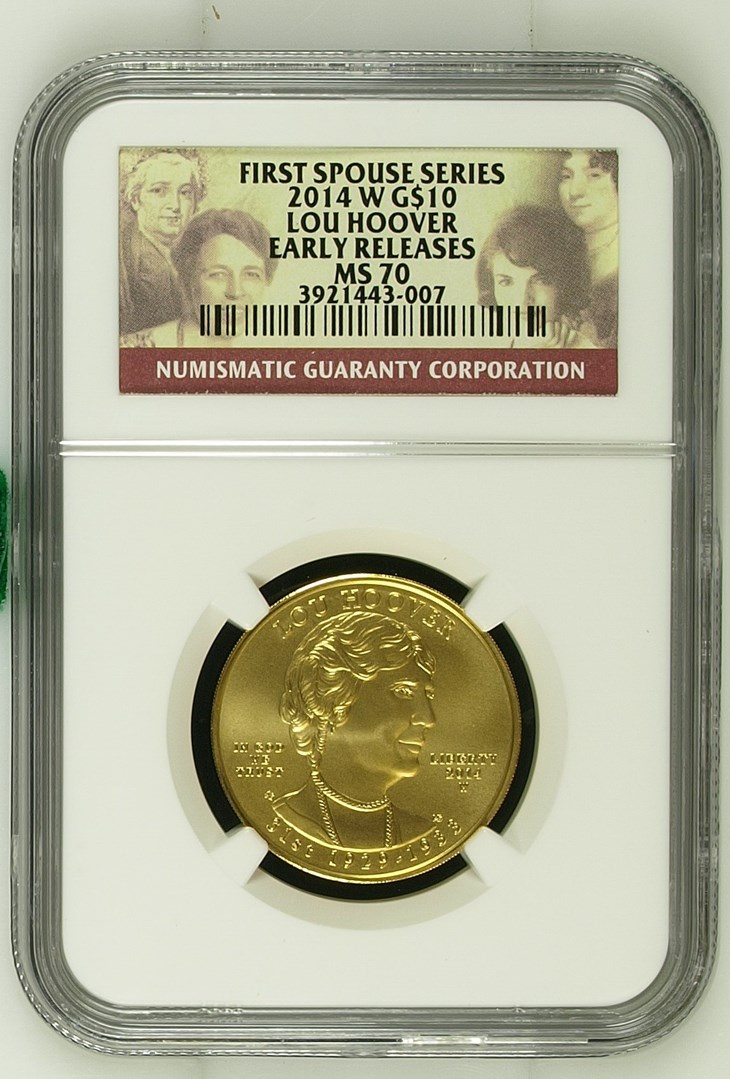 FIRST SPOUSE SERIES
2014 W G$10
LOU HOOVER
EARLY RELEASES
MS 70
3921443-007
NUMISMATIC GUARANTY CORPORATION
LOU HOOVER
IN GOD
WE
TRUST
LIBERTY
2014
W
31st 1929-1933